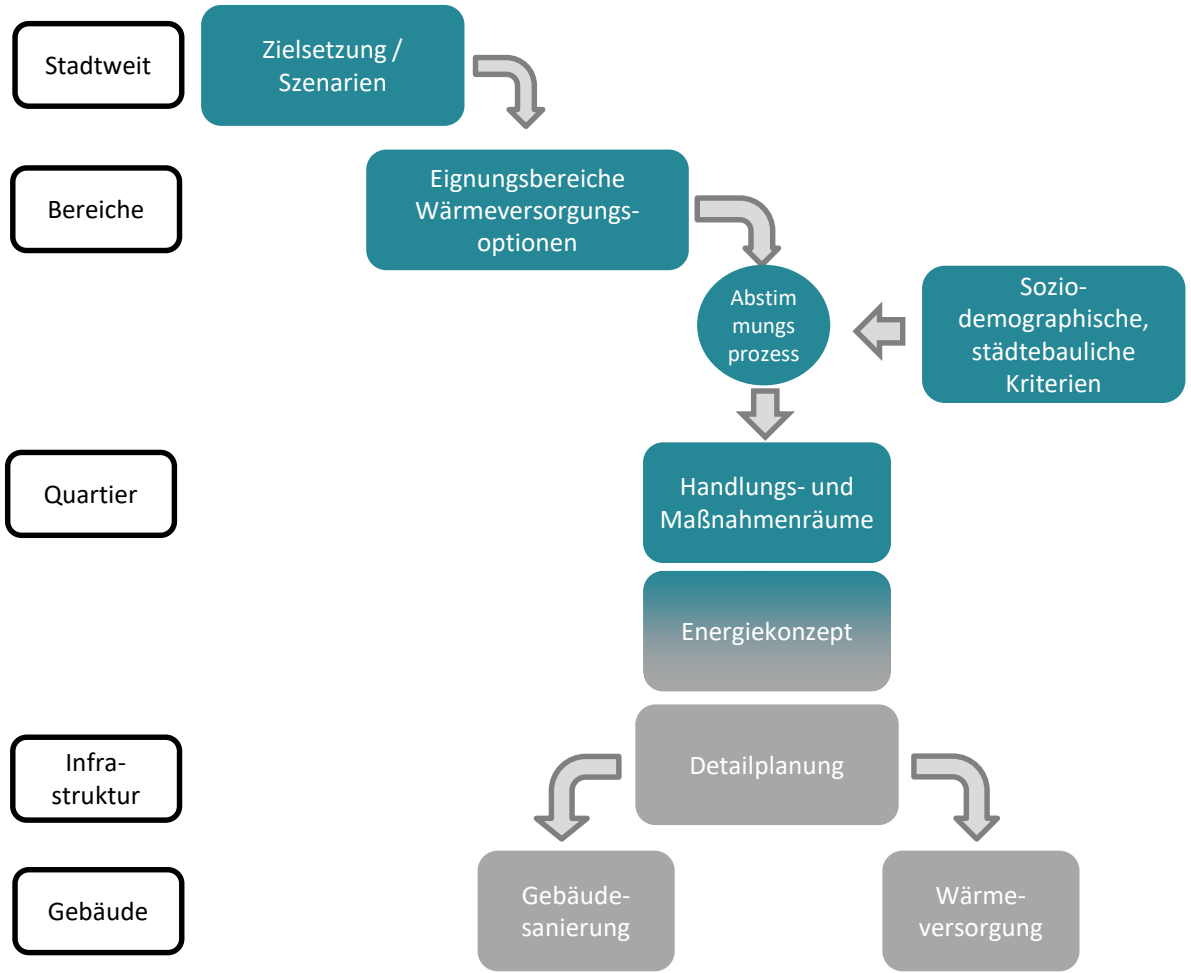 Stadtweit
Zielsetzung /
Szenarien
Bereiche
Eignungsbereiche
Wärmeversorgungs-
optionen
Abstim
mungs
prozess
Sozio-
demographische,
städtebauliche
Kriterien
Quartier
Handlungs- und
Maßnahmenräume
Energiekonzept
Infra-
struktur
Detailplanung
Gebäude
Gebäude-
sanierung
Wärme-
versorgung